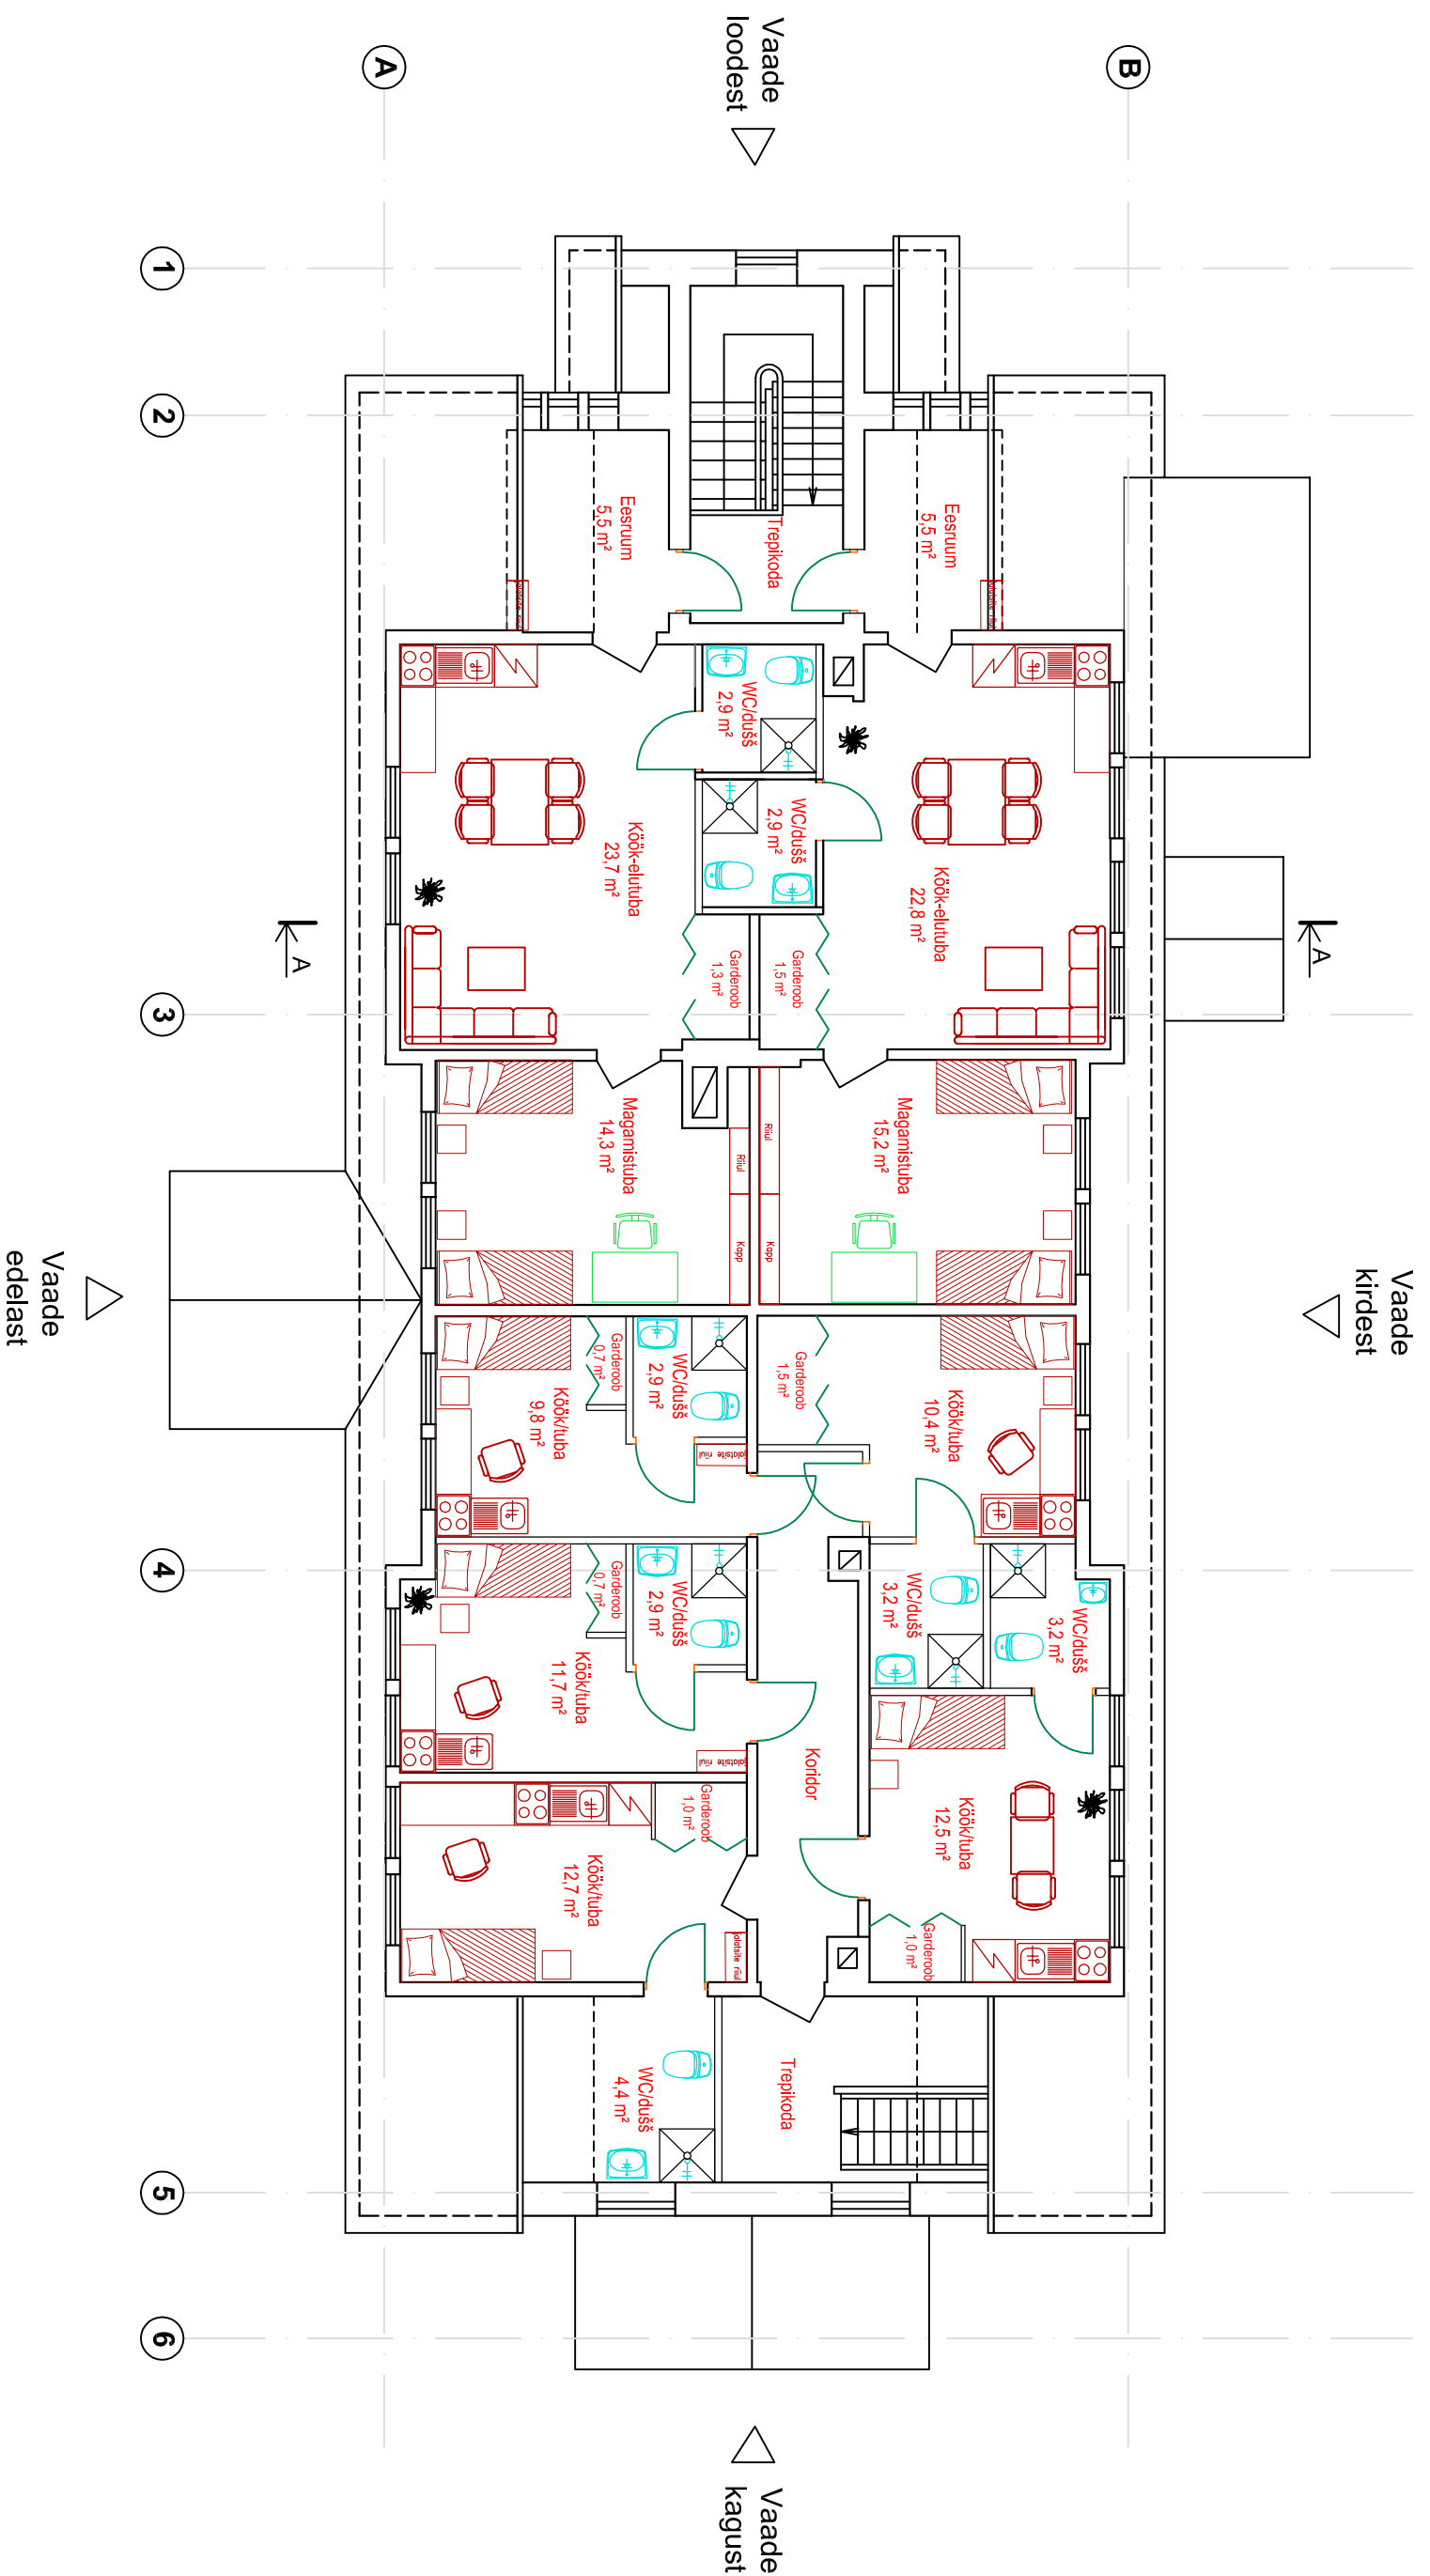 Vaade
kirdest
Vaade
loodest
Vaade
kagust
Vaade
edelast
B
A
1
2
3
4
5
6
A
A
Eesruum
5,5 m²
Trepikoda
Eesruum
5,5 m²
Köök-elutuba
22,8 m²
WC/dušš
2,9 m²
WC/dušš
2,9 m²
Köök-elutuba
23,7 m²
Garderoob
1,5 m²
Garderoob
1,3 m²
Magamistuba
15,2 m²
Riiul
Kapp
Riiul
Kapp
Magamistuba
14,3 m²
Köök/tuba
10,4 m²
Garderoob
1,5 m²
WC/dušš
2,9 m²
Garderoob
0,7 m²
Köök/tuba
9,8 m²
jalatsite riiul
WC/dušš
3,2 m²
WC/dušš
3,2 m²
WC/dušš
2,9 m²
Garderoob
0,7 m²
Köök/tuba
11,7 m²
jalatsite riiul
Koridor
Köök/tuba
12,5 m²
Garderoob
1,0 m²
Garderoob
1,0 m²
Köök/tuba
12,7 m²
jalatsite riiul
Trepikoda
WC/dušš
4,4 m²